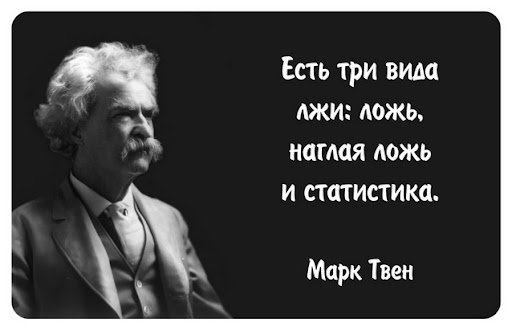 Есть три вида
лжи: ложь,
наглая ложь
и статистика.
Марк Твен